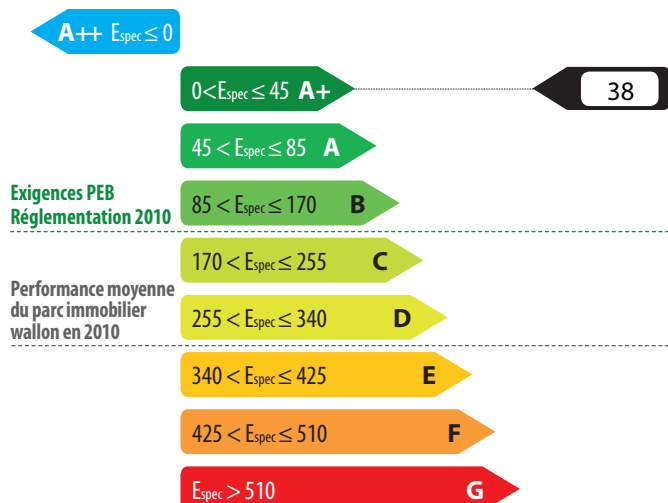 A++ Espec ≤ 0
0<Espec ≤ 45 A+
38
45 < Espec ≤ 85 A
Exigences PEB
Réglementation 2010
85 < Espec ≤ 170 B
170 < Espec ≤ 255 C
Performance moyenne
du parc immobilier
wallon en 2010
255 < Espec ≤ 340 D
340 < Espec ≤ 425 E
425 < Espec ≤ 510 F
Espec > 510 G